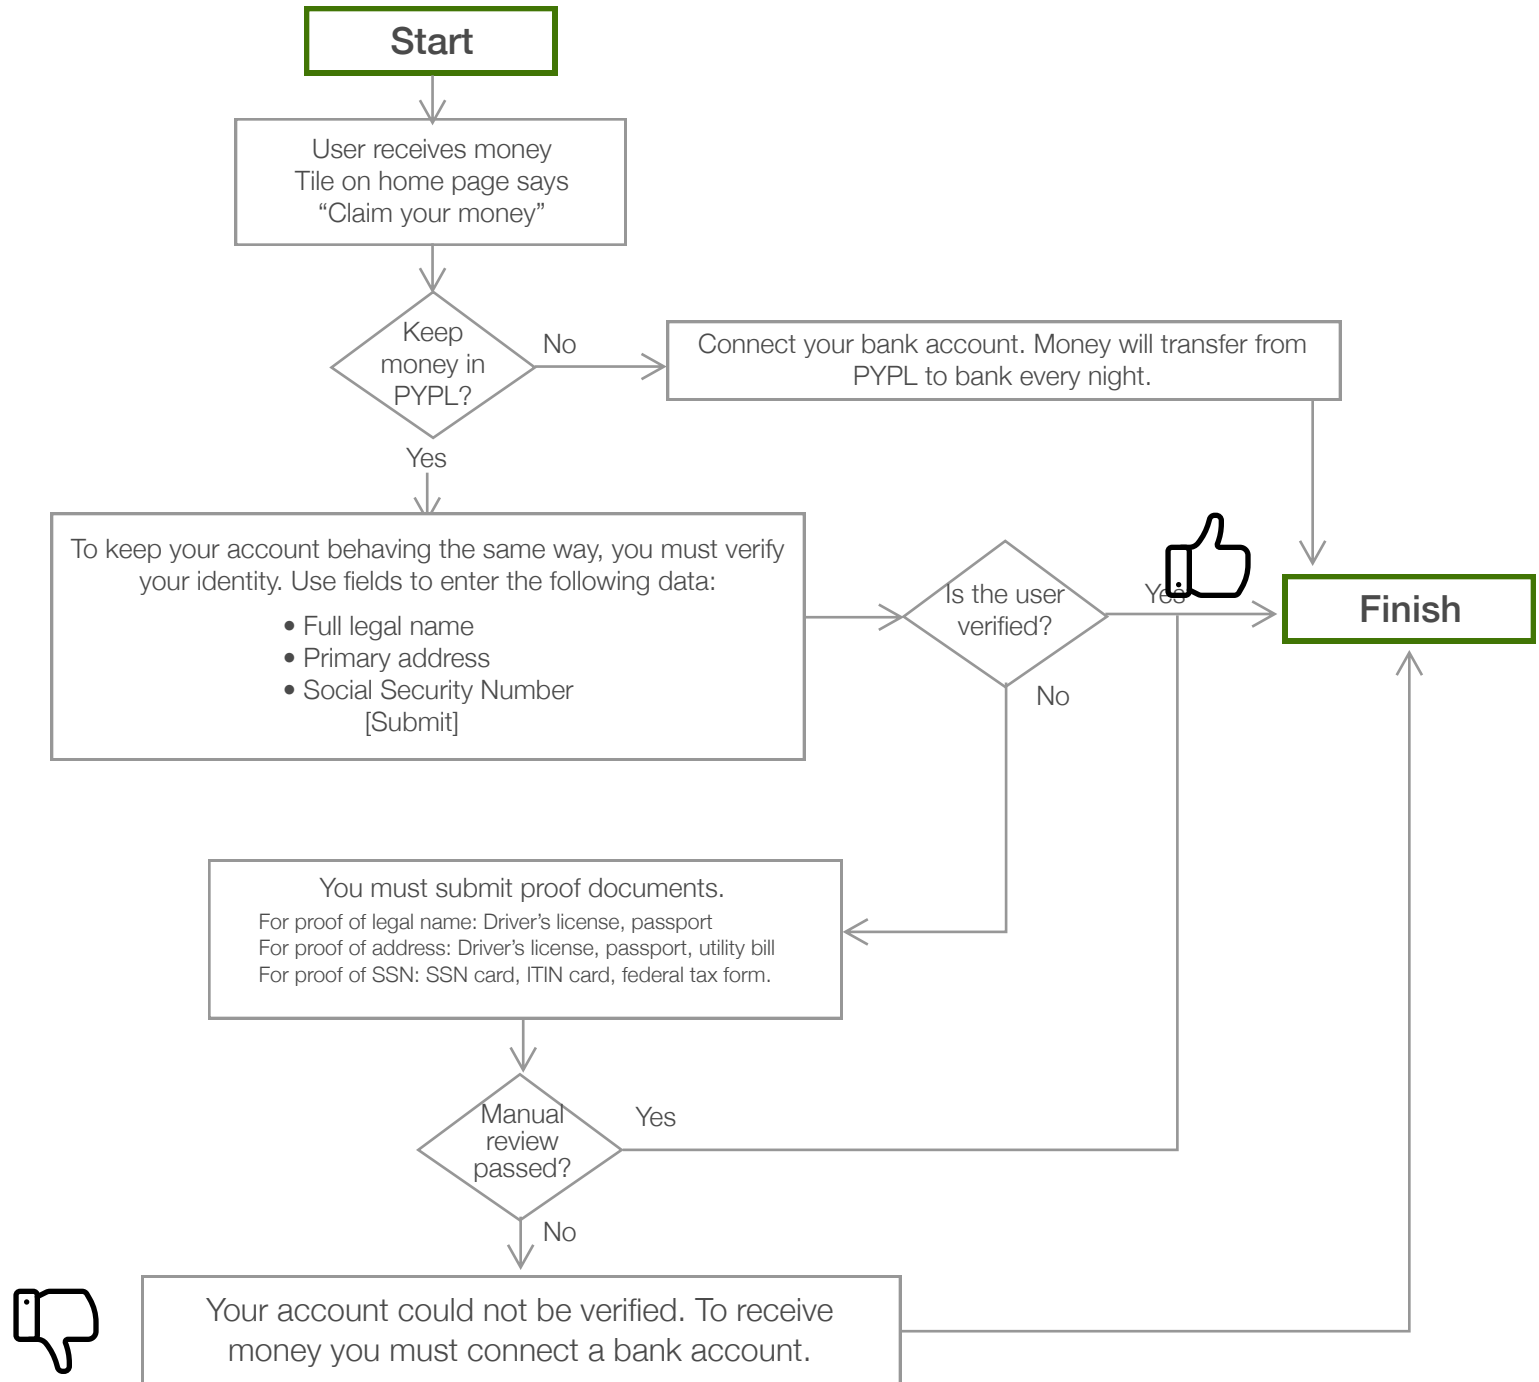 Start
User receives money
Tile on home page says
“Claim your money”
Keep
money in
PYPL?
No
Connect your bank account. Money will transfer from
PYPL to bank every night.
Yes
To keep your account behaving the same way, you must verify
your identity. Use fields to enter the following data:
• Full legal name
• Primary address
• Social Security Number
[Submit]
Is the user
verified?
Yes
Finish
No
You must submit proof documents.
For proof of legal name: Driver’s license, passport
For proof of address: Driver’s license, passport, utility bill
For proof of SSN: SSN card, ITIN card, federal tax form.
Manual
review
passed?
Yes
No
Your account could not be verified. To receive
money you must connect a bank account.